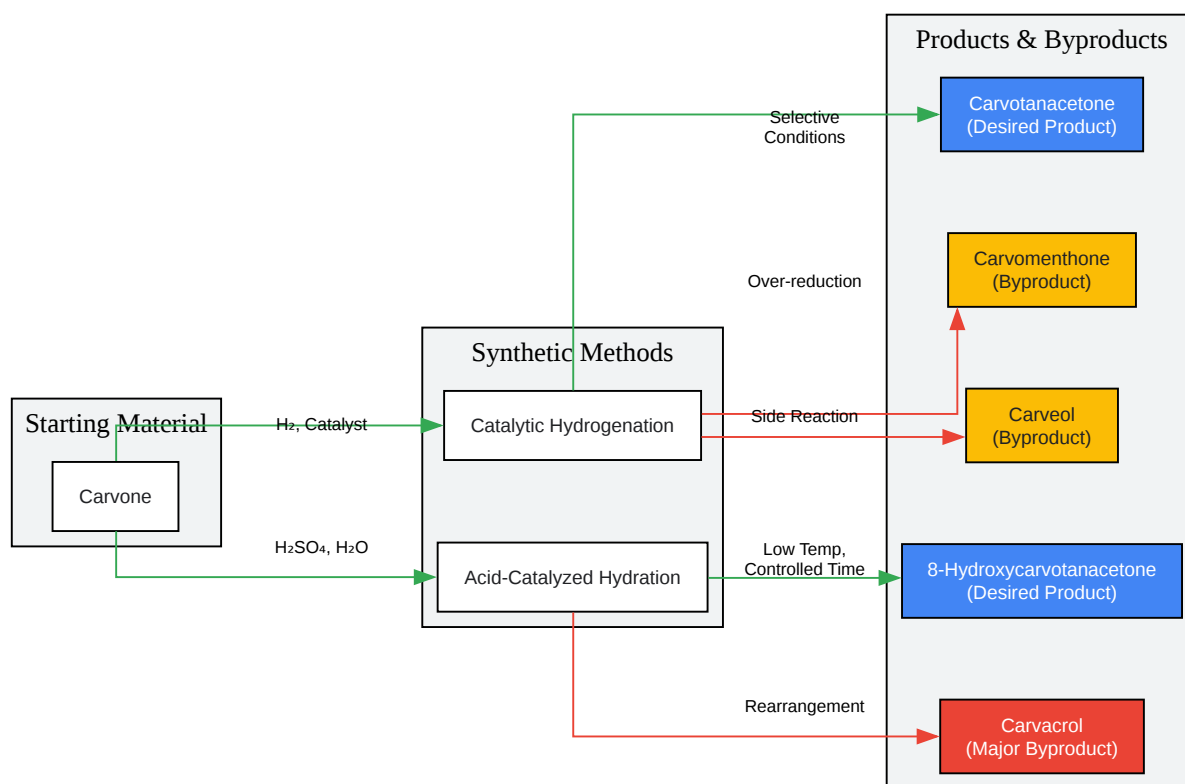 Products & Byproducts
Carvotanacetone
(Desired Product)
Selective
Conditions
Carvomenthone
(Byproduct)
Over-reduction
Synthetic Methods
Starting Material
H₂, Catalyst
Catalytic Hydrogenation
Side Reaction
Carveol
(Byproduct)
Carvone
H₂SO₄, H₂O
Acid-Catalyzed Hydration
Low Temp,
Controlled Time
8-Hydroxycarvotanacetone
(Desired Product)
Rearrangement
Carvacrol
(Major Byproduct)